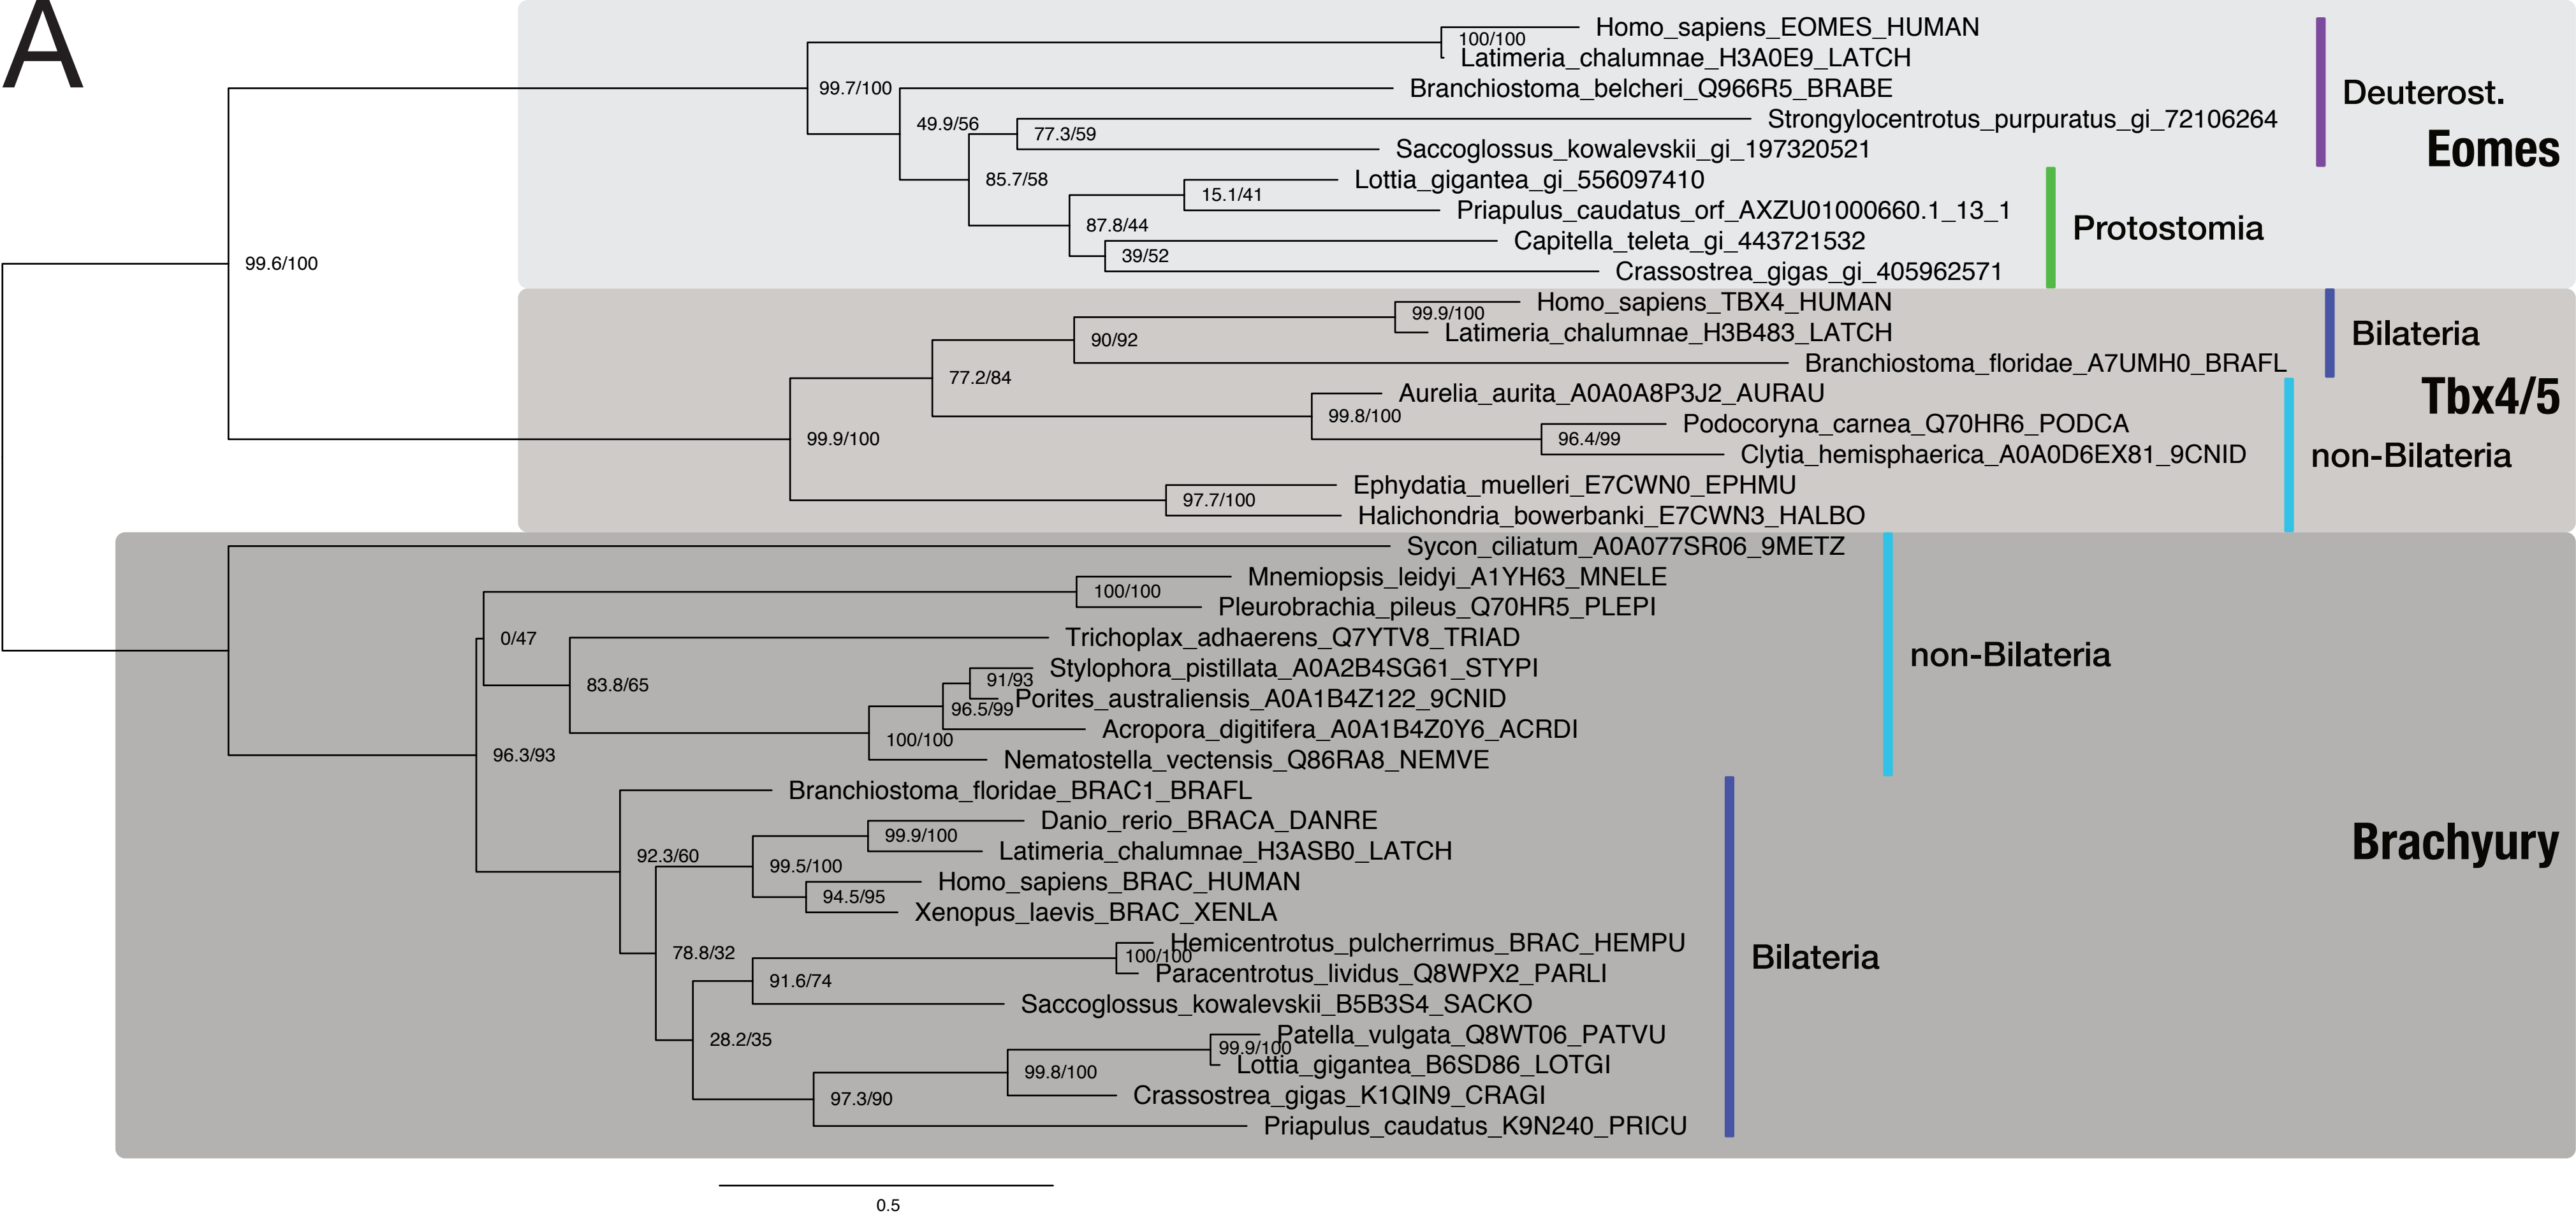 A
Homo_sapiens_EOMES_HUMAN
100/100
Latimeria_chalumnae_H3A0E9_LATCH
99.7/100
Branchiostoma_belcheri_Q966R5_BRABE
Deuterost.
49.9/56
Strongylocentrotus_purpuratus_gi_72106264
77.3/59
Saccoglossus_kowalevskii_gi_197320521
Eomes
85.7/58
Lottia_gigantea_gi_556097410
15.1/41
Priapulus_caudatus_orf_AXZU01000660.1_13_1
87.8/44
Protostomia
Capitella_teleta_gi_443721532
39/52
Crassostrea_gigas_gi_405962571
99.6/100
Homo_sapiens_TBX4_HUMAN
99.9/100
Latimeria_chalumnae_H3B483_LATCH
Bilateria
90/92
Branchiostoma_floridae_A7UMH0_BRAFL
77.2/84
Aurelia_aurita_A0A0A8P3J2_AURAU
Tbx4/5
99.8/100
Podocoryna_carnea_Q70HR6_PODCA
99.9/100
96.4/99
Clytia_hemisphaerica_A0A0D6EX81_9CNID
non-Bilateria
Ephydatia_muelleri_E7CWN0_EPHMU
97.7/100
Halichondria_bowerbanki_E7CWN3_HALBO
Sycon_ciliatum_A0A077SR06_9METZ
Mnemiopsis_leidyi_A1YH63_MNELE
100/100
Pleurobrachia_pileus_Q70HR5_PLEPI
0/47
Trichoplax_adhaerens_Q7YTV8_TRIAD
non-Bilateria
Stylophora_pistillata_A0A2B4SG61_STYPI
83.8/65
91/93
Porites_australiensis_A0A1B4Z122_9CNID
96.5/99
Acropora_digitifera_A0A1B4Z0Y6_ACRDI
100/100
Nematostella_vectensis_Q86RA8_NEMVE
96.3/93
Branchiostoma_floridae_BRAC1_BRAFL
Danio_rerio_BRACA_DANRE
99.9/100
Latimeria_chalumnae_H3ASB0_LATCH
Brachyury
92.3/60
99.5/100
Homo_sapiens_BRAC_HUMAN
94.5/95
Xenopus_laevis_BRAC_XENLA
Hemicentrotus_pulcherrimus_BRAC_HEMPU
78.8/32
100/100
Bilateria
Paracentrotus_lividus_Q8WPX2_PARLI
91.6/74
Saccoglossus_kowalevskii_B5B3S4_SACKO
28.2/35
Patella_vulgata_Q8WT06_PATVU
99.9/100
Lottia_gigantea_B6SD86_LOTGI
99.8/100
Crassostrea_gigas_K1QIN9_CRAGI
97.3/90
Priapulus_caudatus_K9N240_PRICU
0.5